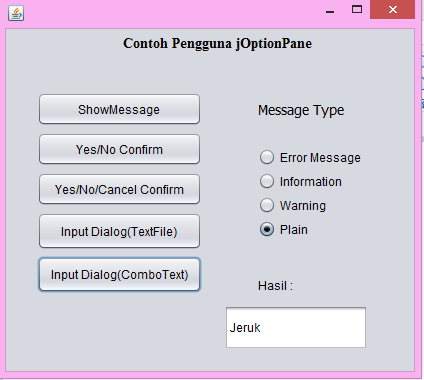 Contoh Pengguna jOptionPane
ShowMessage
Yes/No Confirm
Yes/No/Cancel Confirm
Input Dialog(TextFile)
Input Dialog(ComboText)
Message Type
Error Message
Information
Warning
Plain
Hasil :
Jeruk